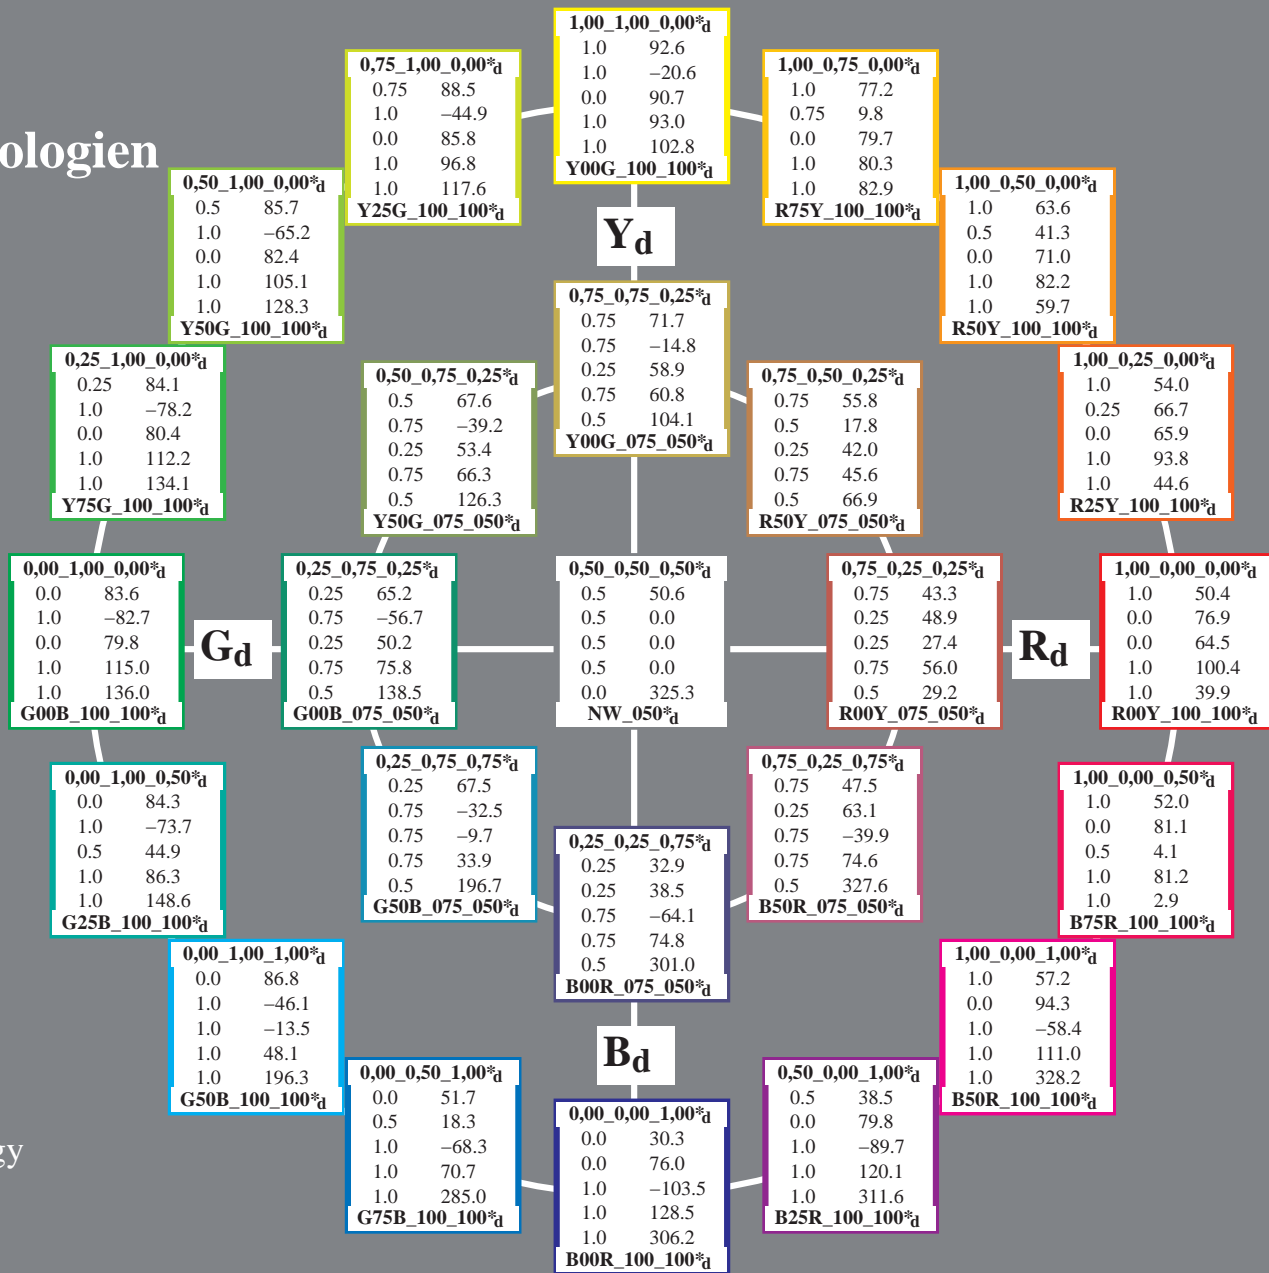 ologien
1,00_1,00_0,00*d
1.0 92.6
1.0 −20.6
0.0 90.7
1.0 93.0
1.0 102.8
Y00G_100_100*d
0,75_1,00_0,00*d
0.75 88.5
1.0 −44.9
0.0 85.8
1.0 96.8
1.0 117.6
Y25G_100_100*d
1,00_0,75_0,00*d
1.0 77.2
0.75 9.8
0.0 79.7
1.0 80.3
1.0 82.9
R75Y_100_100*d
0,50_1,00_0,00*d
0.5 85.7
1.0 −65.2
0.0 82.4
1.0 105.1
1.0 128.3
Y50G_100_100*d
Yd
1,00_0,50_0,00*d
1.0 63.6
0.5 41.3
0.0 71.0
1.0 82.2
1.0 59.7
R50Y_100_100*d
0,75_0,75_0,25*d
0.75 71.7
0.75 −14.8
0.25 58.9
0.75 60.8
0.5 104.1
Y00G_075_050*d
0,25_1,00_0,00*d
0.25 84.1
1.0 −78.2
0.0 80.4
1.0 112.2
1.0 134.1
Y75G_100_100*d
0,50_0,75_0,25*d
0.5 67.6
0.75 −39.2
0.25 53.4
0.75 66.3
0.5 126.3
Y50G_075_050*d
0,75_0,50_0,25*d
0.75 55.8
0.5 17.8
0.25 42.0
0.75 45.6
0.5 66.9
R50Y_075_050*d
1,00_0,25_0,00*d
1.0 54.0
0.25 66.7
0.0 65.9
1.0 93.8
1.0 44.6
R25Y_100_100*d
0,00_1,00_0,00*d
0.0 83.6
1.0 −82.7
0.0 79.8
1.0 115.0
1.0 136.0
G00B_100_100*d
Gd
0,25_0,75_0,25*d
0.25 65.2
0.75 −56.7
0.25 50.2
0.75 75.8
0.5 138.5
G00B_075_050*d
0,50_0,50_0,50*d
0.5 50.6
0.5 0.0
0.5 0.0
0.5 0.0
0.0 325.3
NW_050*d
0,75_0,25_0,25*d
0.75 43.3
0.25 48.9
0.25 27.4
0.75 56.0
0.5 29.2
R00Y_075_050*d
Rd
1,00_0,00_0,00*d
1.0 50.4
0.0 76.9
0.0 64.5
1.0 100.4
1.0 39.9
R00Y_100_100*d
0,00_1,00_0,50*d
0.0 84.3
1.0 −73.7
0.5 44.9
1.0 86.3
1.0 148.6
G25B_100_100*d
0,25_0,75_0,75*d
0.25 67.5
0.75 −32.5
0.75 −9.7
0.75 33.9
0.5 196.7
G50B_075_050*d
0,75_0,25_0,75*d
0.75 47.5
0.25 63.1
0.75 −39.9
0.75 74.6
0.5 327.6
B50R_075_050*d
1,00_0,00_0,50*d
1.0 52.0
0.0 81.1
0.5 4.1
1.0 81.2
1.0 2.9
B75R_100_100*d
0,25_0,25_0,75*d
0.25 32.9
0.25 38.5
0.75 −64.1
0.75 74.8
0.5 301.0
B00R_075_050*d
0,00_1,00_1,00*d
0.0 86.8
1.0 −46.1
1.0 −13.5
1.0 48.1
1.0 196.3
G50B_100_100*d
1,00_0,00_1,00*d
1.0 57.2
0.0 94.3
1.0 −58.4
1.0 111.0
1.0 328.2
B50R_100_100*d
Bd
0,00_0,50_1,00*d
0.0 51.7
0.5 18.3
1.0 −68.3
1.0 70.7
1.0 285.0
G75B_100_100*d
0,50_0,00_1,00*d
0.5 38.5
0.0 79.8
1.0 −89.7
1.0 120.1
1.0 311.6
B25R_100_100*d
0,00_0,00_1,00*d
0.0 30.3
0.0 76.0
1.0 −103.5
1.0 128.5
1.0 306.2
B00R_100_100*d
gy